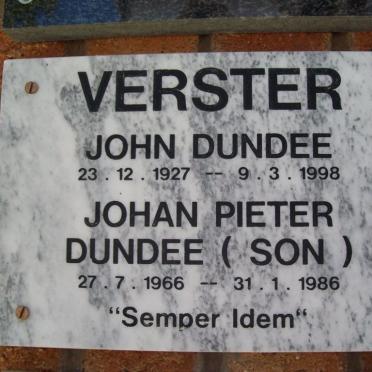 VERSTER
JOHN DUNDEE
23.12.1927 -- 9.3.1998
JOHAN PIETER
DUNDEE ( SON )
27.7.1966 -- 31.1.1986
"Semper Idem"